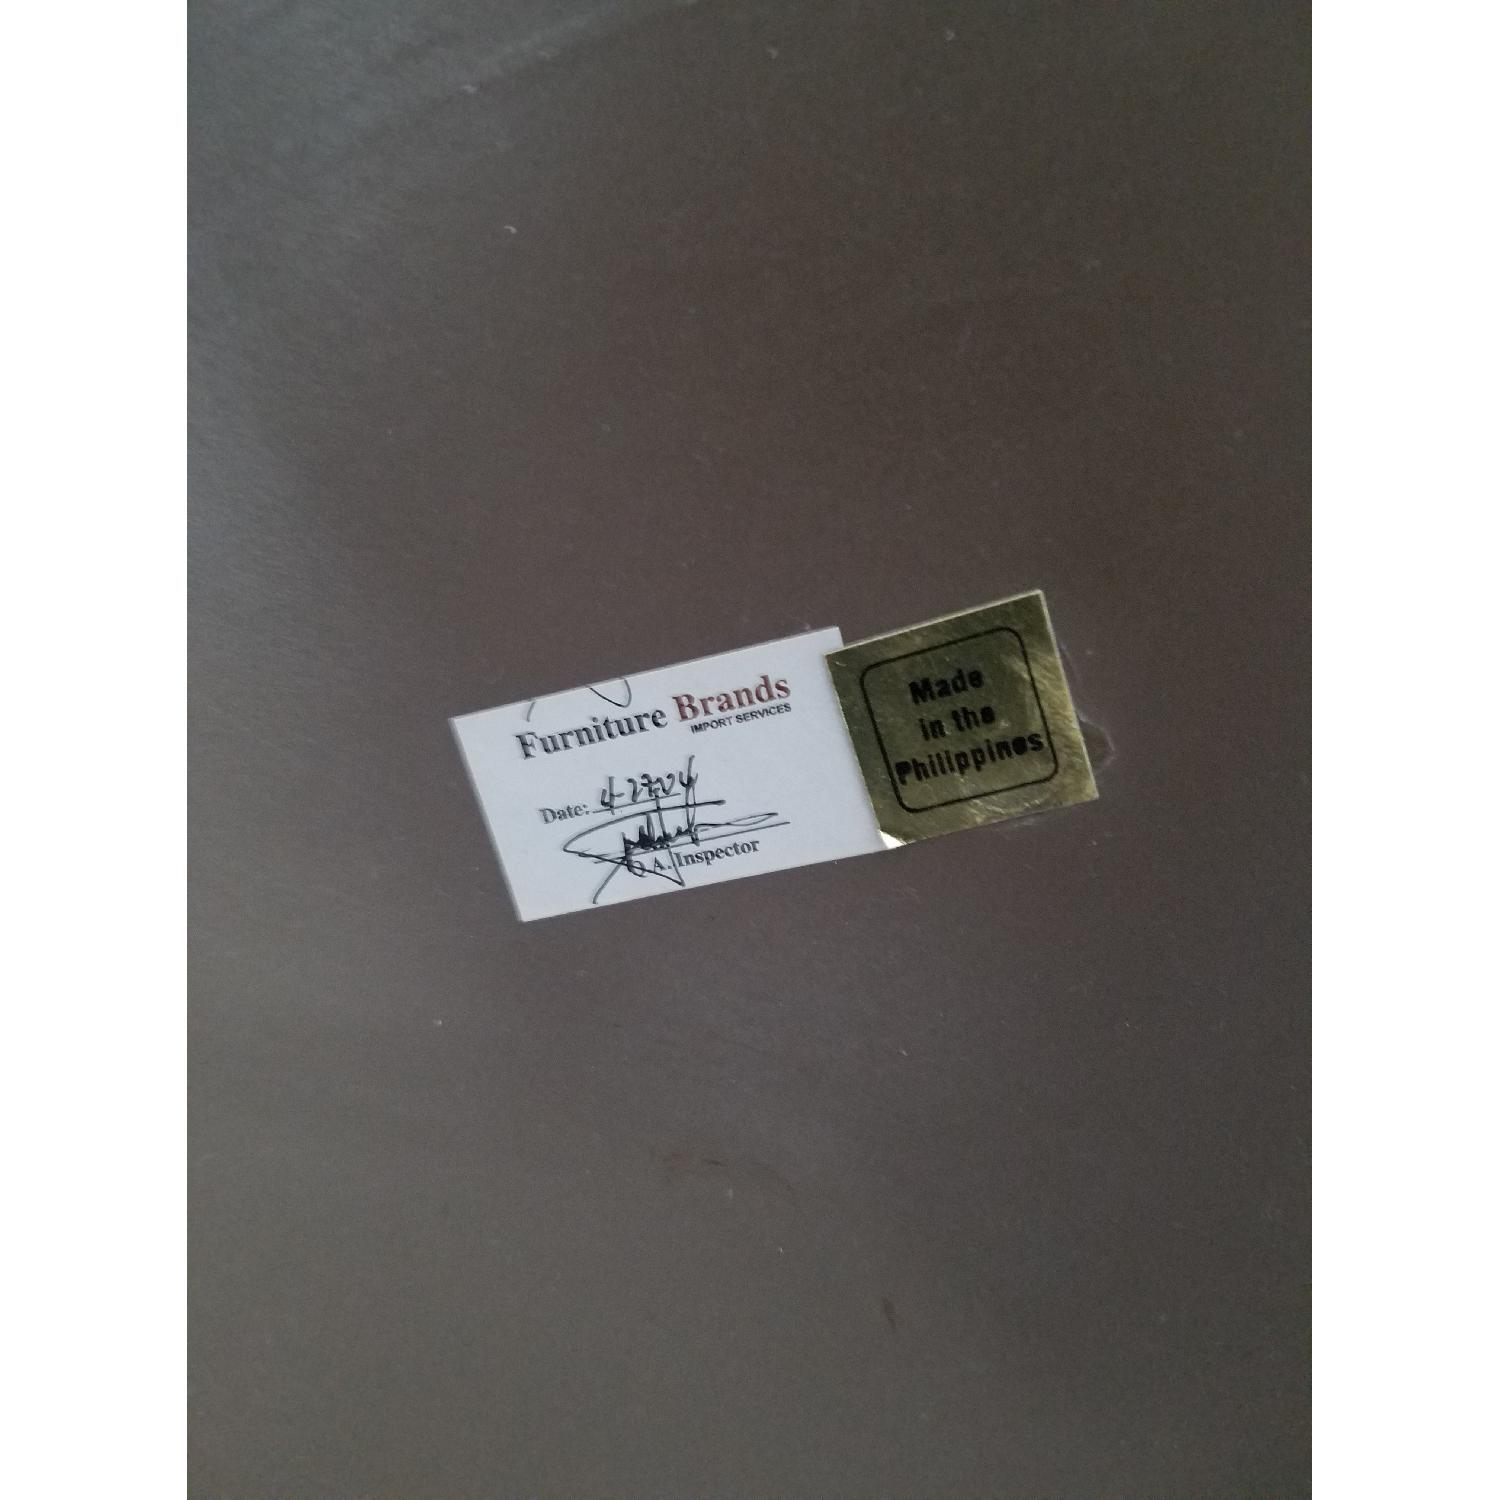 Furniture Brands
IMPORT SERVICES
Date: 4-27-04
Q.A. Inspector
Made
in the
Philippines